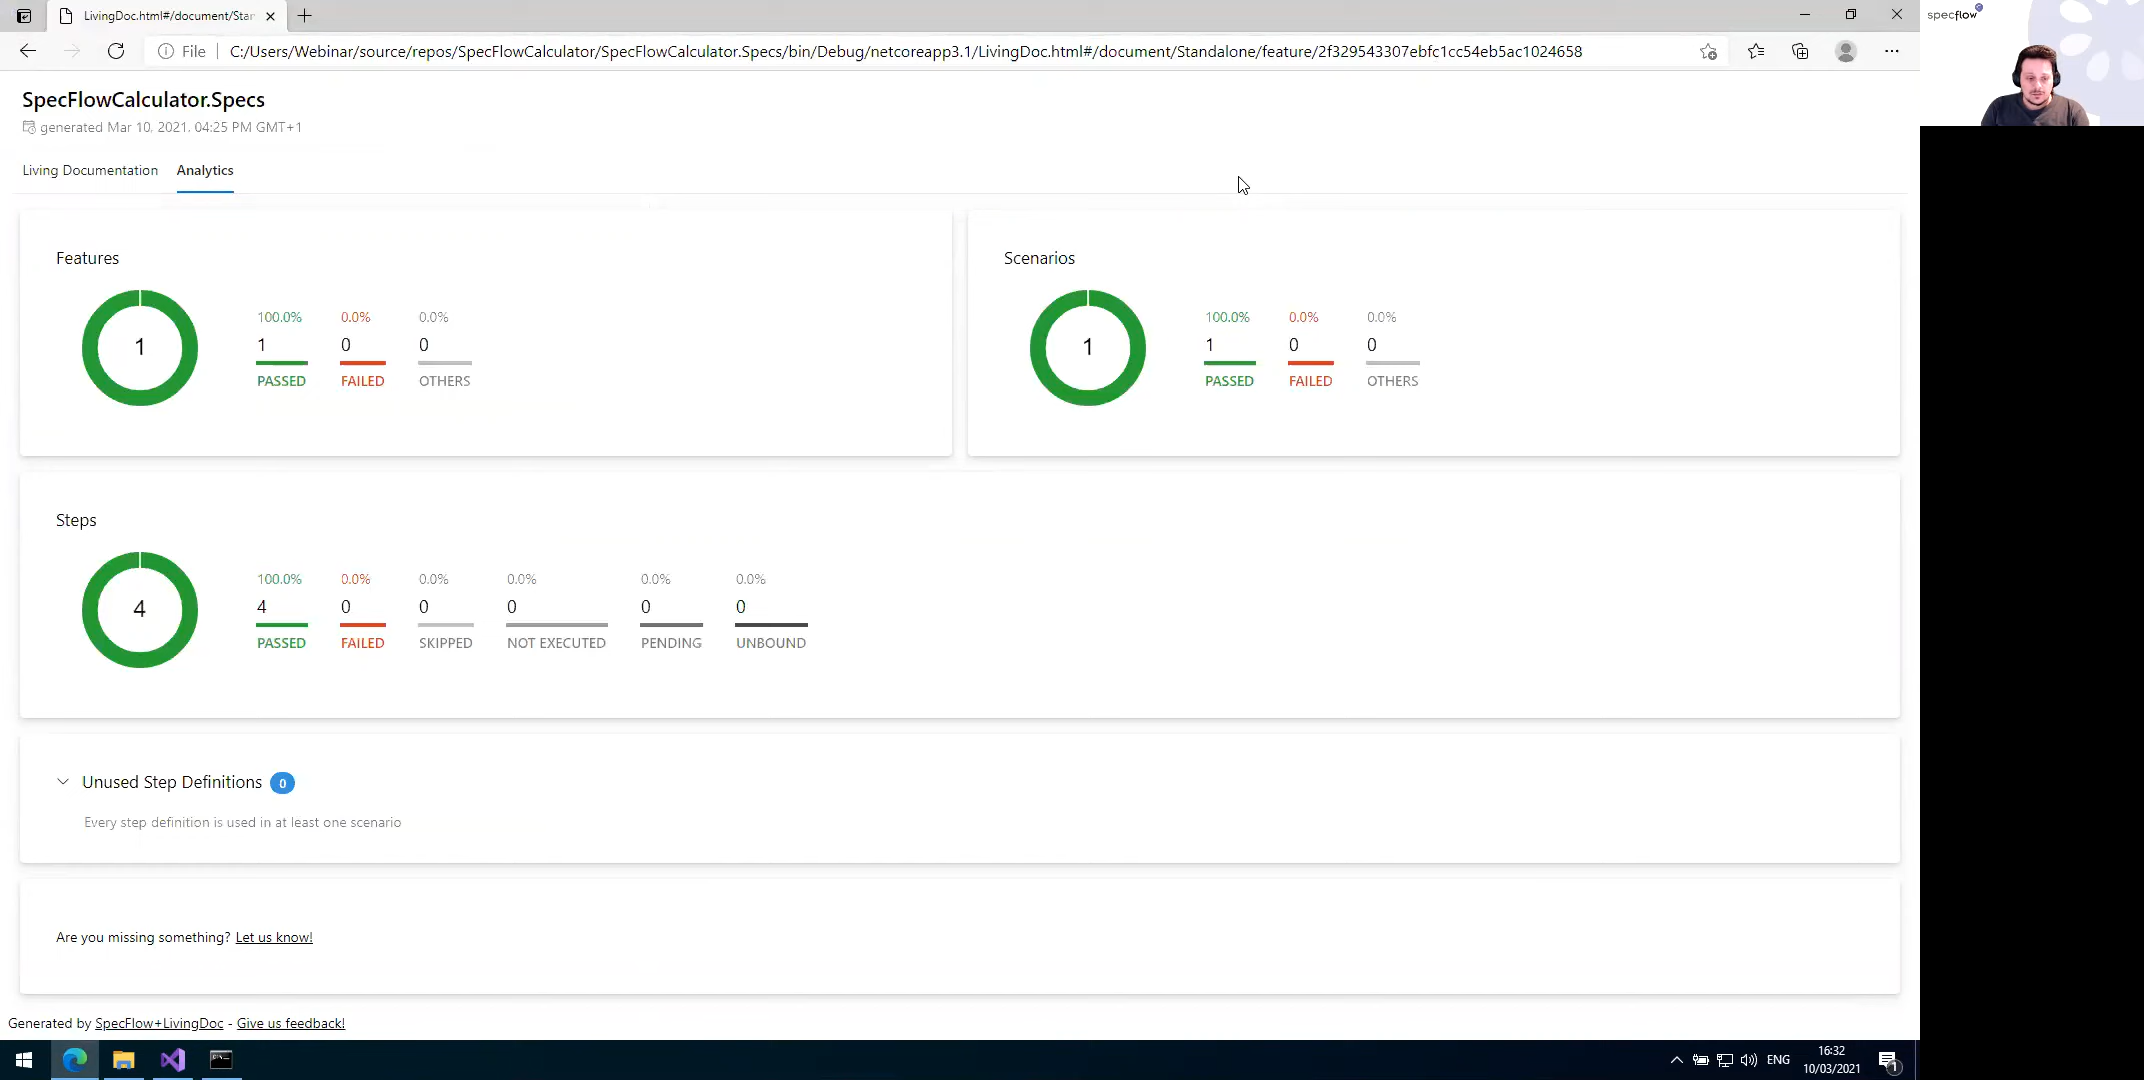 LivingDoc.html#/document/Stan
specflow
File
C:/Users/Webinar/source/repos/SpecFlowCalculator/SpecFlowCalculator.Specs/bin/Debug/netcoreapp3.1/LivingDoc.html#/document/Standalone/feature/2f329543307ebfc1cc54eb5ac1024658
SpecFlowCalculator.Specs
generated Mar 10, 2021. 04:25 PM GMT+1
Living Documentation
Analytics
Features
1
100.0% 0.0% 0.0%
1 0 0
PASSED FAILED OTHERS
Scenarios
1
100.0% 0.0% 0.0%
1 0 0
PASSED FAILED OTHERS
Steps
4
100.0% 0.0% 0.0% 0.0% 0.0% 0.0%
4 0 0 0 0 0
PASSED FAILED SKIPPED NOT EXECUTED PENDING UNBOUND
Unused Step Definitions 0
Every step definition is used in at least one scenario
Are you missing something? Let us know!
Generated by SpecFlow+LivingDoc - Give us feedback!
ENG
16:32
10/03/2021
1